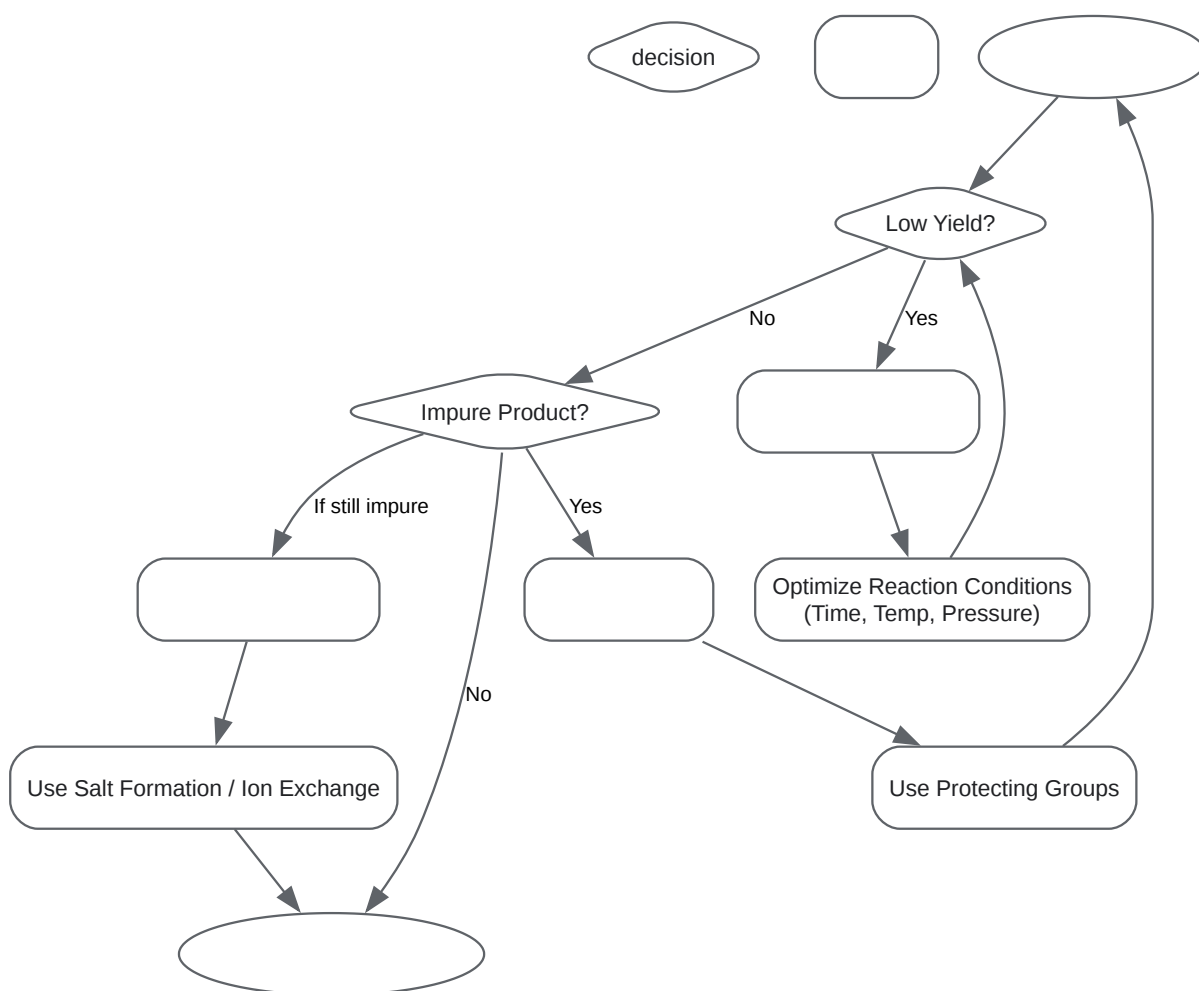 decision
Low Yield?
No
Yes
Impure Product?
If still impure
Yes
Optimize Reaction Conditions
(Time, Temp, Pressure)
No
Use Salt Formation / Ion Exchange
Use Protecting Groups